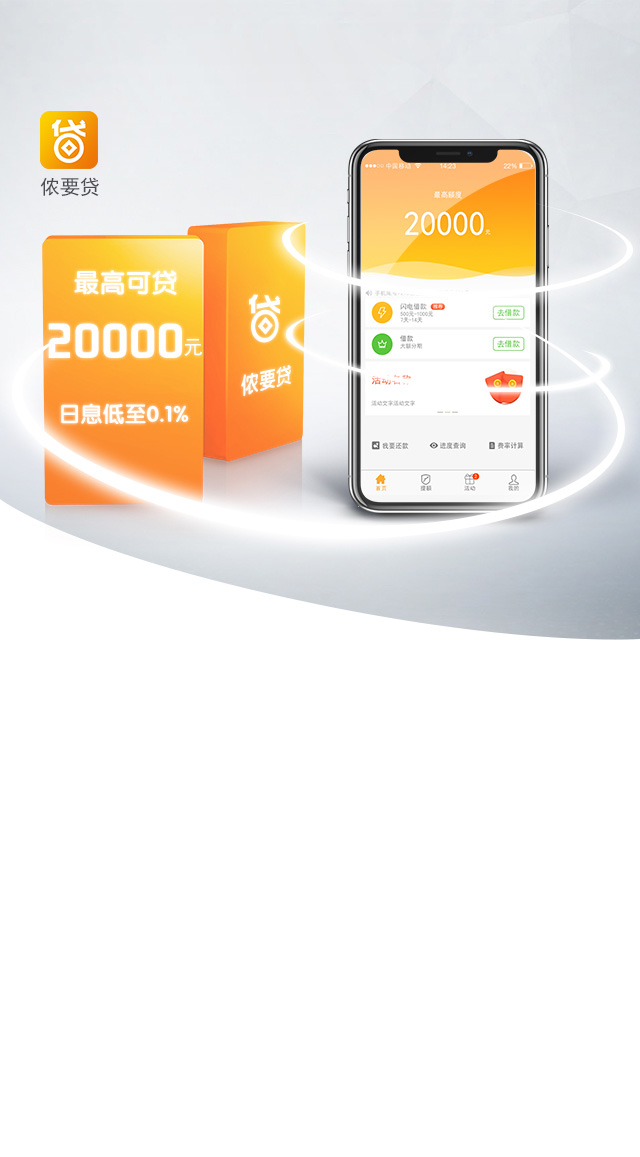 侬要贷
最高可贷
20000元
日息低至0.1%
贷
侬要贷
中国移动
14:23
22%
最高额度
20000元
闪电借款 推荐
500元-1000元
7天-14天
去借款
借款
大额分期
去借款
活动文字活动文字
我要还款
进度查询
费率计算
首页
提额
活动
2
我的